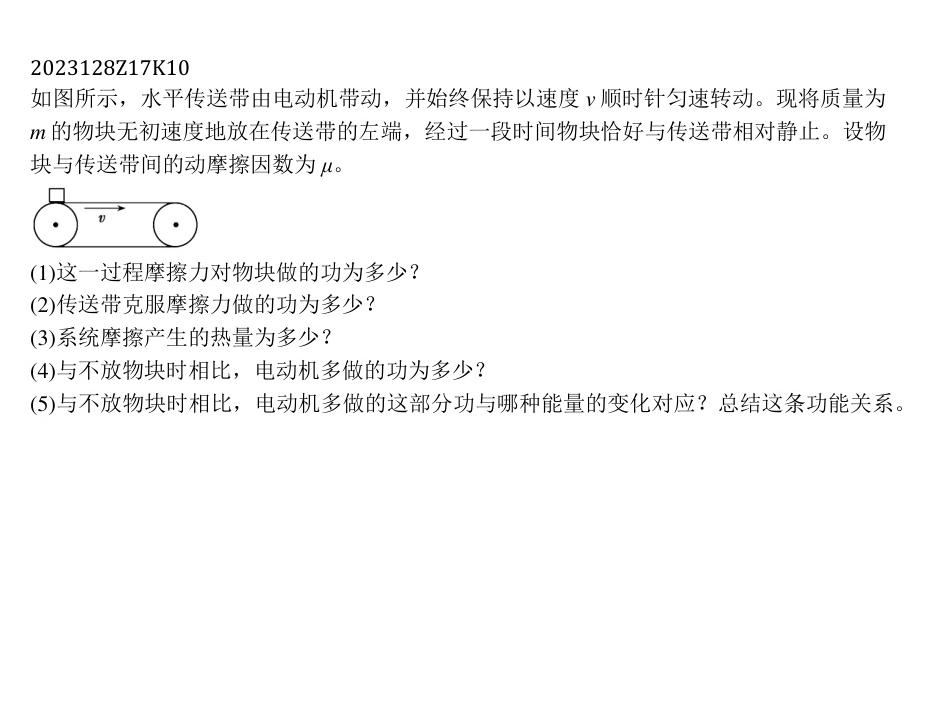 2023128Z17K10
如图所示，水平传送带由电动机带动，并始终保持以速度 v 顺时针匀速转动。现将质量为
m 的物块无初速度地放在传送带的左端，经过一段时间物块恰好与传送带相对静止。设物
块与传送带间的动摩擦因数为 μ。
v
(1)这一过程摩擦力对物块做的功为多少？
(2)传送带克服摩擦力做的功为多少？
(3)系统摩擦产生的热量为多少？
(4)与不放物块时相比，电动机多做的功为多少？
(5)与不放物块时相比，电动机多做的这部分功与哪种能量的变化对应？总结这条功能关系。